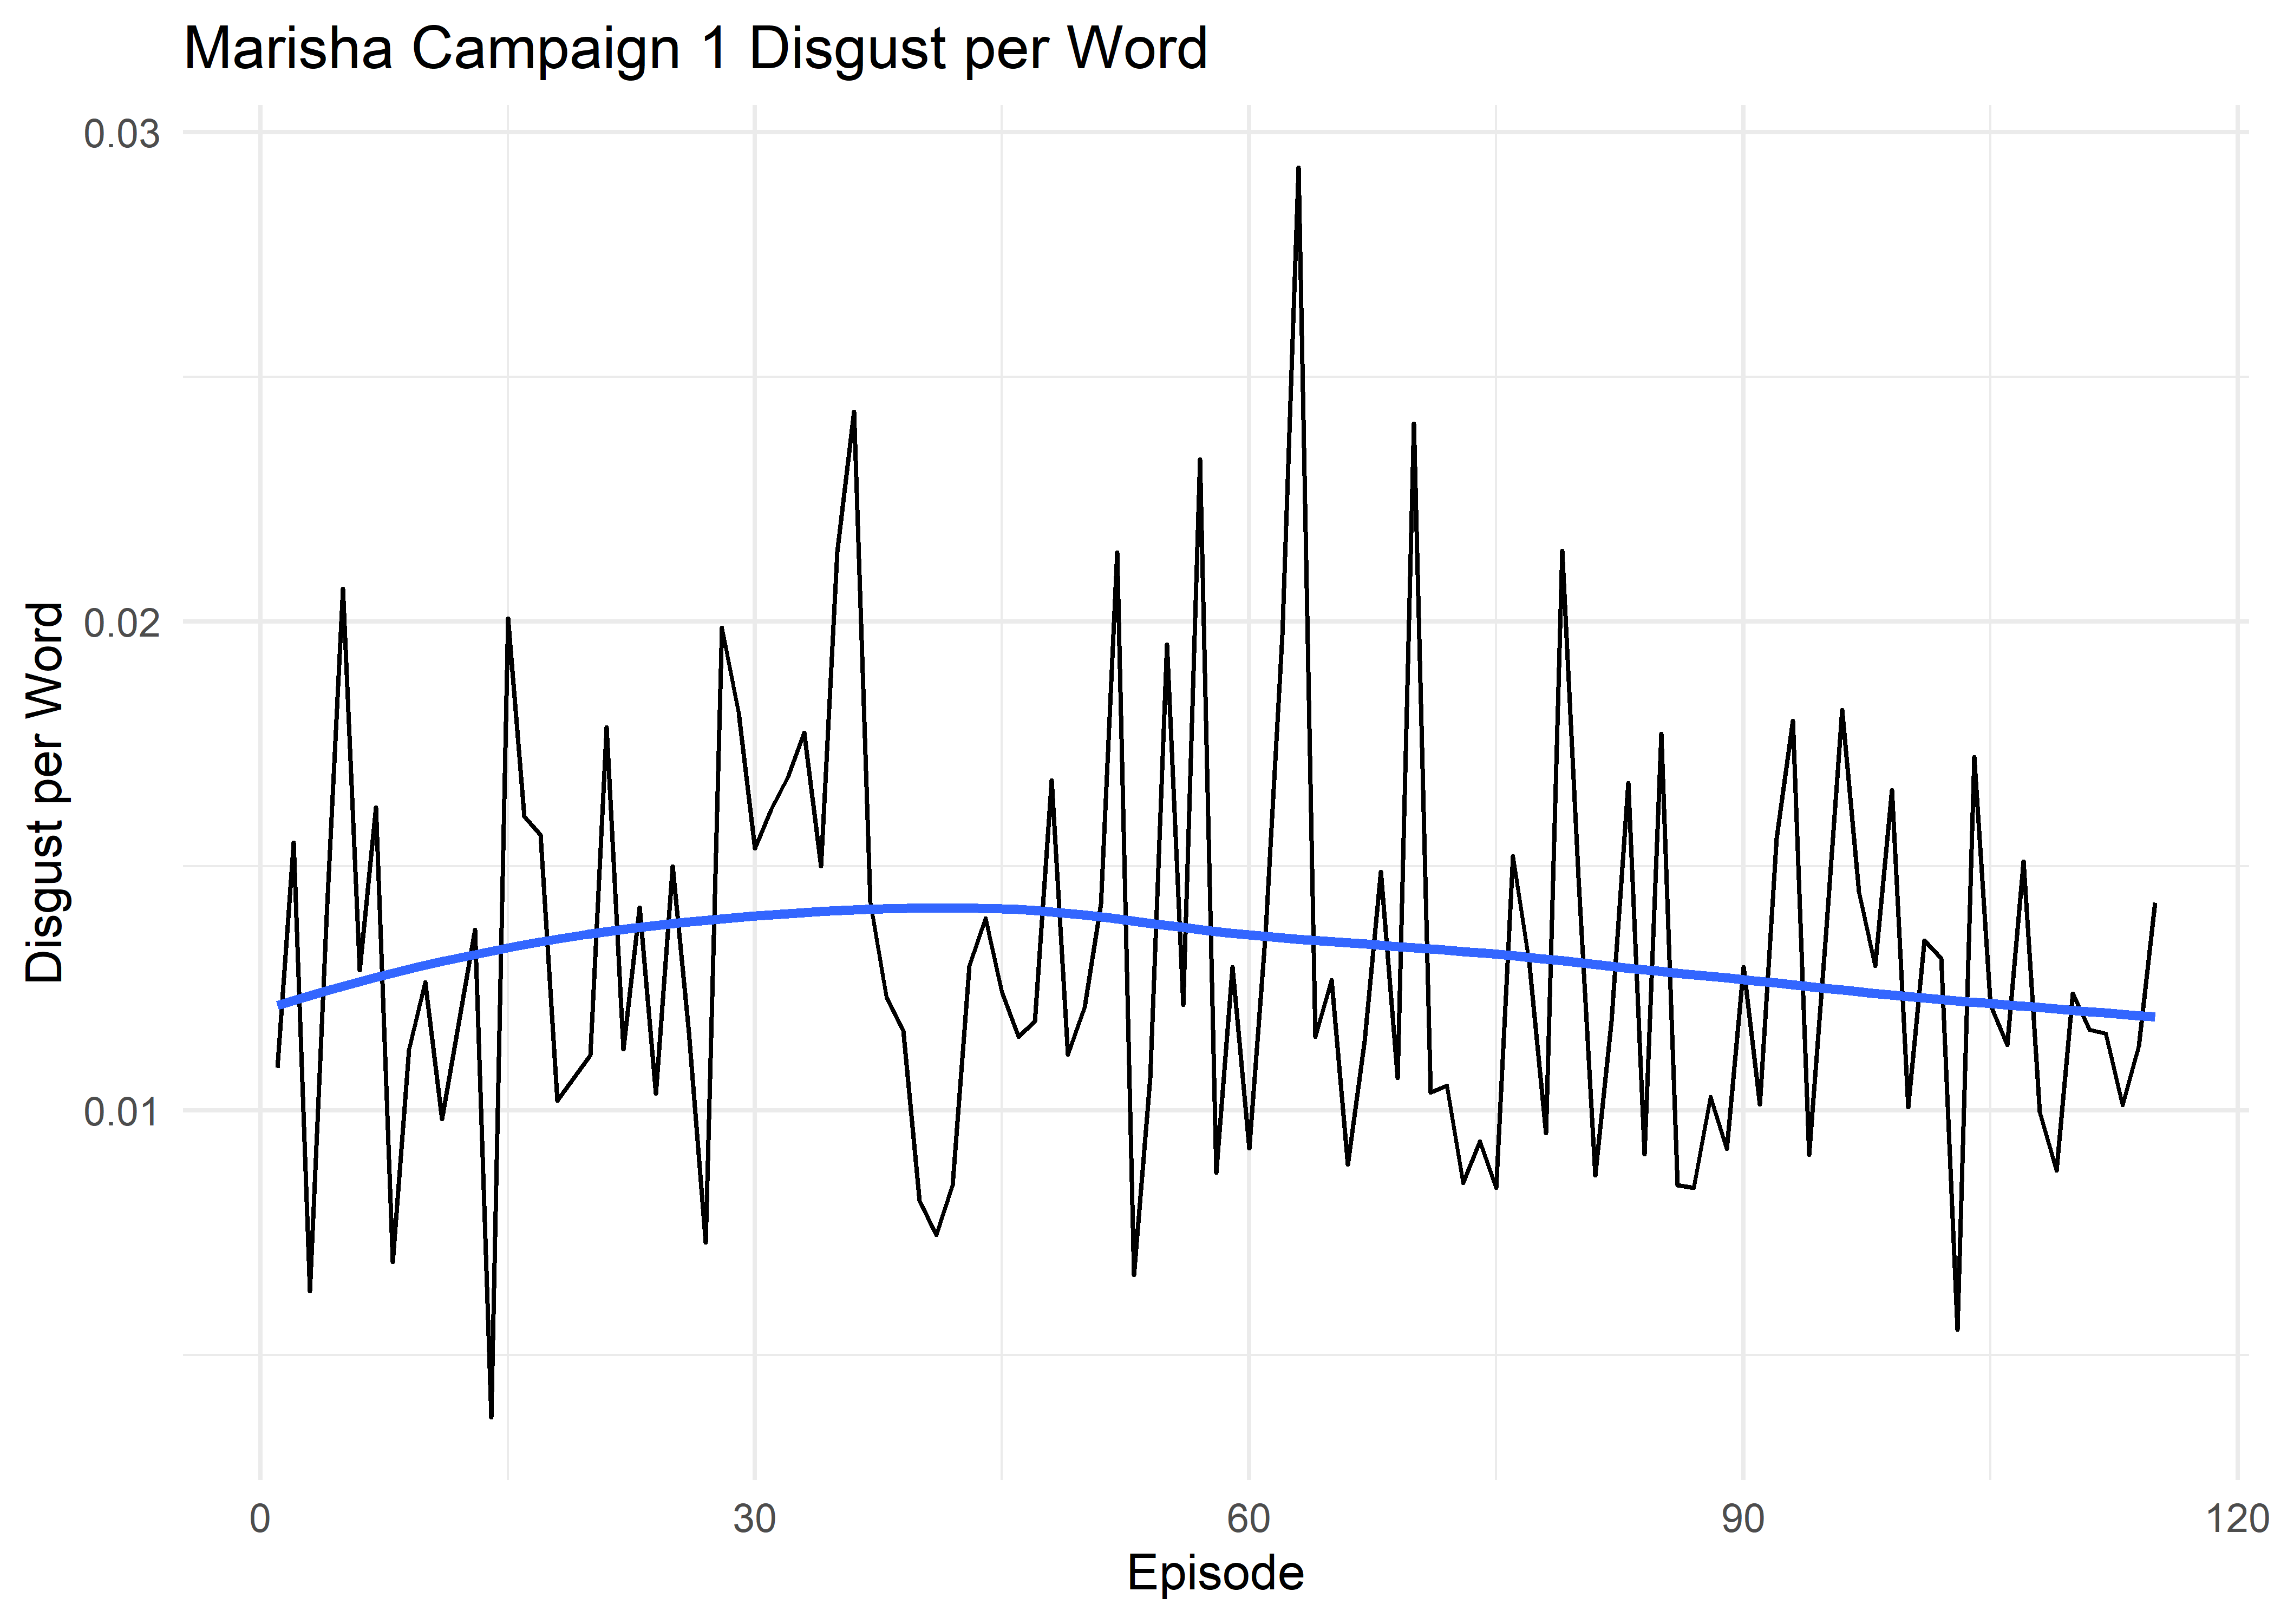 Marisha Campaign 1 Disgust per Word
0.03
0.02
0.01
Disgust per Word
0 30 60 90 120
Episode